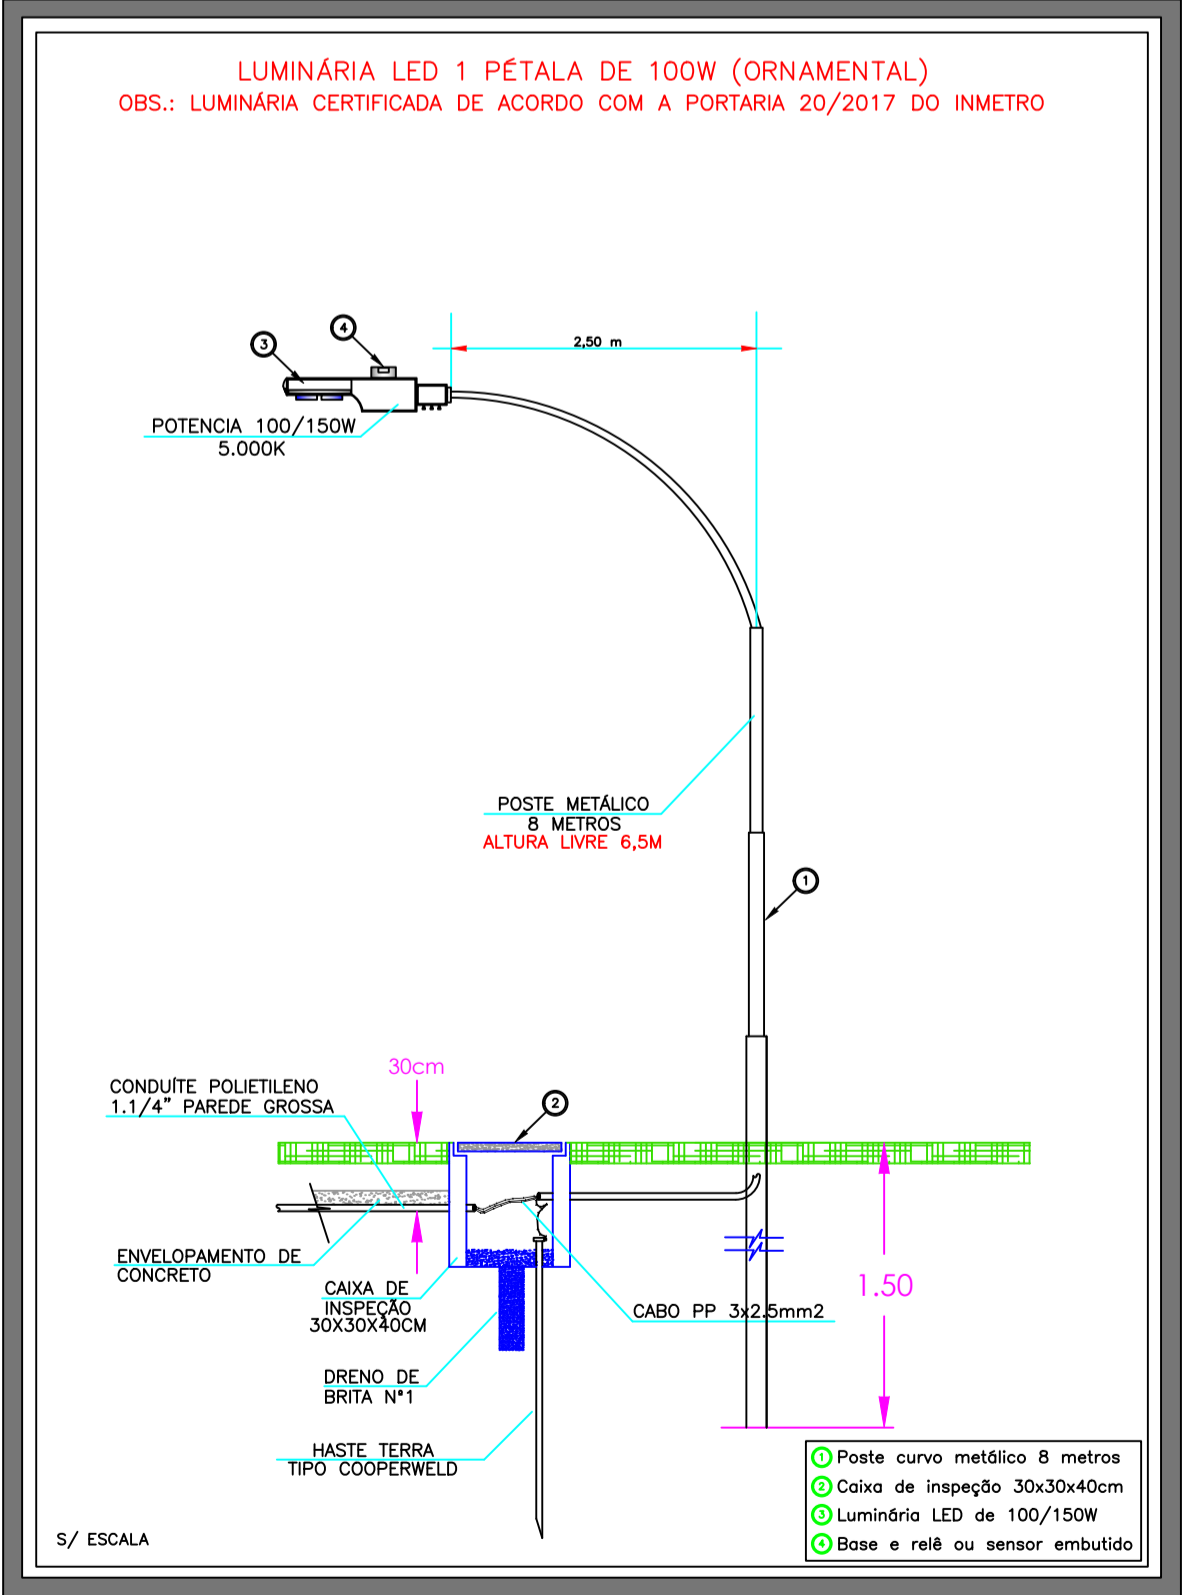 LUMINÁRIA LED 1 PÉTALA DE 100W (ORNAMENTAL)
OBS.: LUMINÁRIA CERTIFICADA DE ACORDO COM A PORTARIA 20/2017 DO INMETRO
4
3
2,50 m
POTENCIA 100/150W
5.000K
POSTE METÁLICO
8 METROS
ALTURA LIVRE 6,5M
1
30cm
CONDUÍTE POLIETILENO
1.1/4" PAREDE GROSSA
2
ENVELOPAMENTO DE
CONCRETO
CAIXA DE
INSPEÇÃO
30X30X40CM
CABO PP 3x2.5mm2
1.50
DRENO DE
BRITA N°1
HASTE TERRA
TIPO COOPERWELD
1 Poste curvo metálico 8 metros
2 Caixa de inspeção 30x30x40cm
3 Luminária LED de 100/150W
4 Base e relê ou sensor embutido
S/ ESCALA